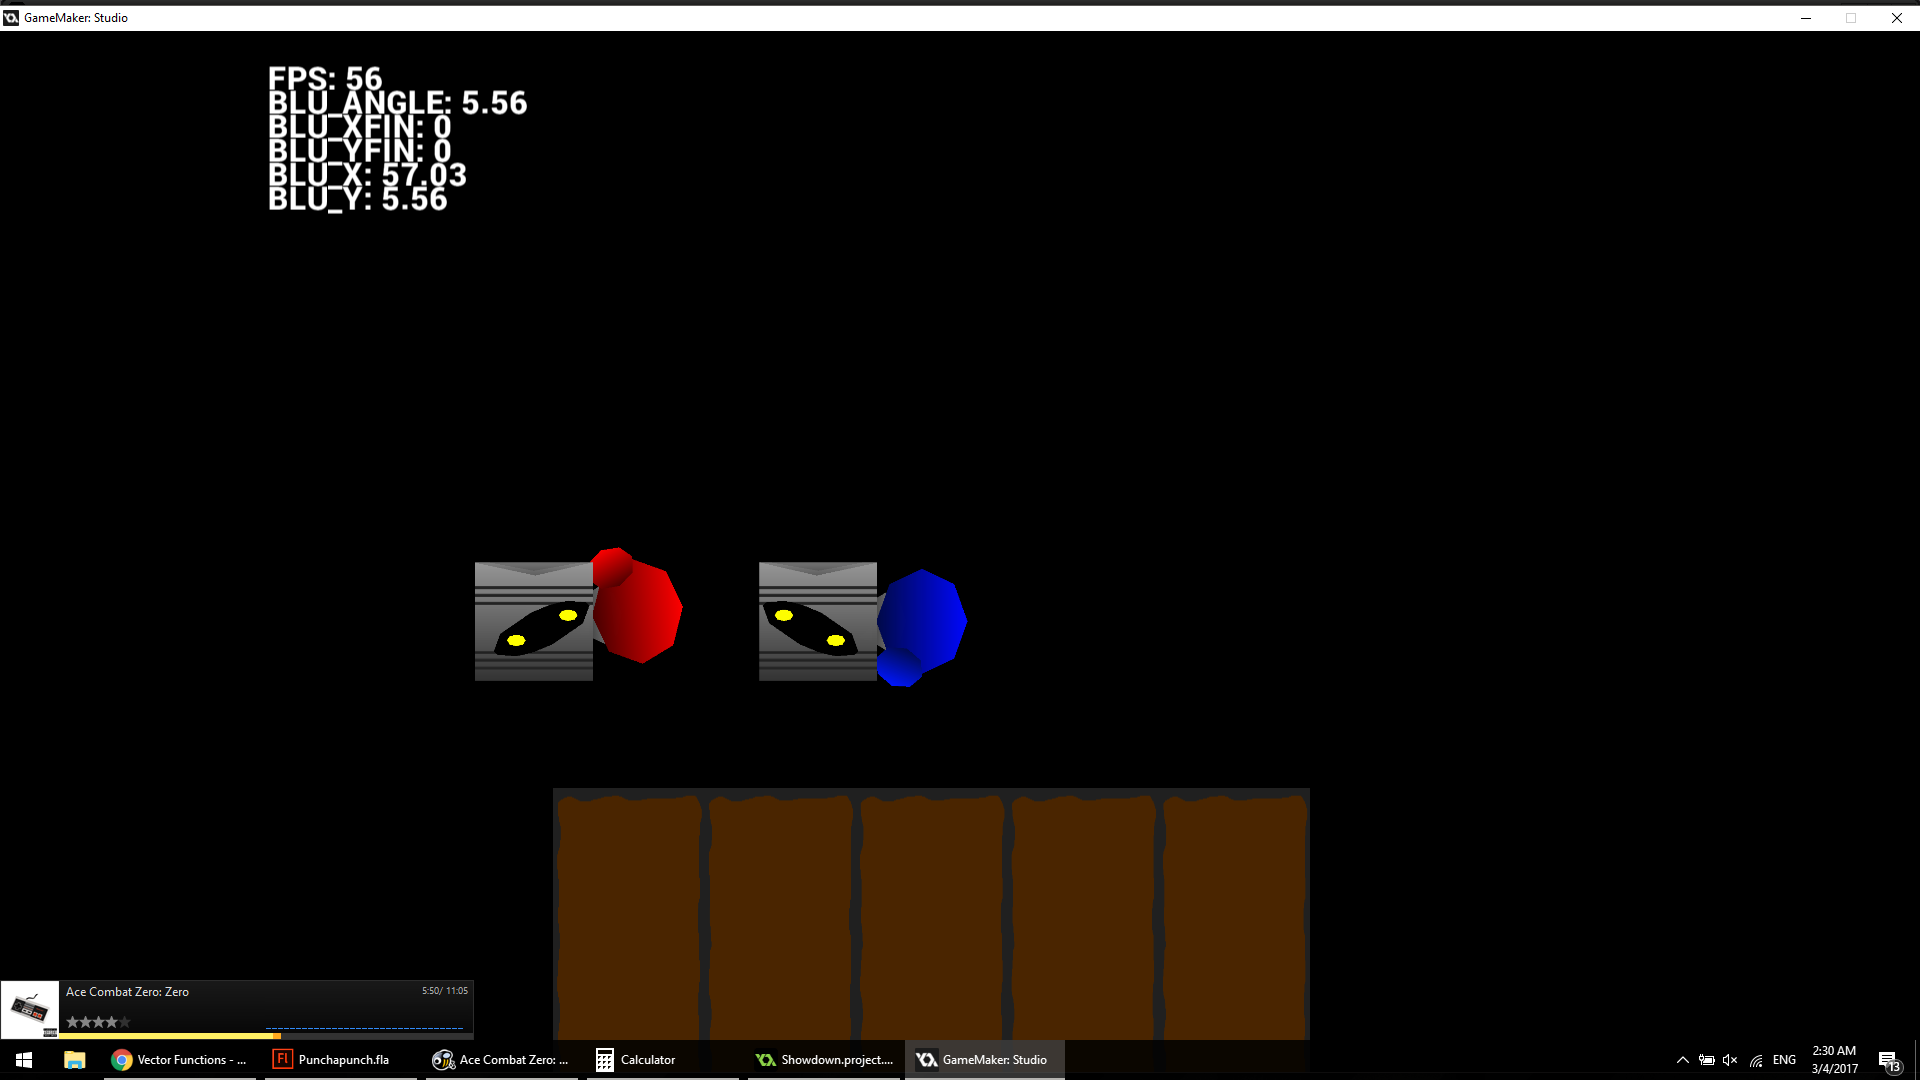 GameMaker: Studio
FPS: 56
BLU_ANGLE: 5.56
BLU_XFIN: 0
BLU_YFIN: 0
BLU_X: 57.03
BLU_Y: 5.56
Ace Combat Zero: Zero
5:50/ 11:05
Vector Functions - ...
Fl
Punchapunch.fla
Ace Combat Zero: ...
Calculator
Showdown.project....
GameMaker: Studio
ENG
2:30 AM
3/4/2017
13